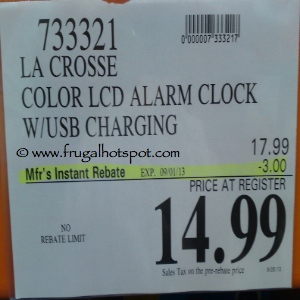 733321
0000007 333217
LA CROSSE
COLOR LCD ALARM CLOCK
W/USB CHARGING
17.99
© www.frugalhotspot.com
Mfr's Instant Rebate EXP. 09/01/13 -3.00
PRICE AT REGISTER
NO
REBATE LIMIT
14.99
Sales Tax on the pre-rebate price